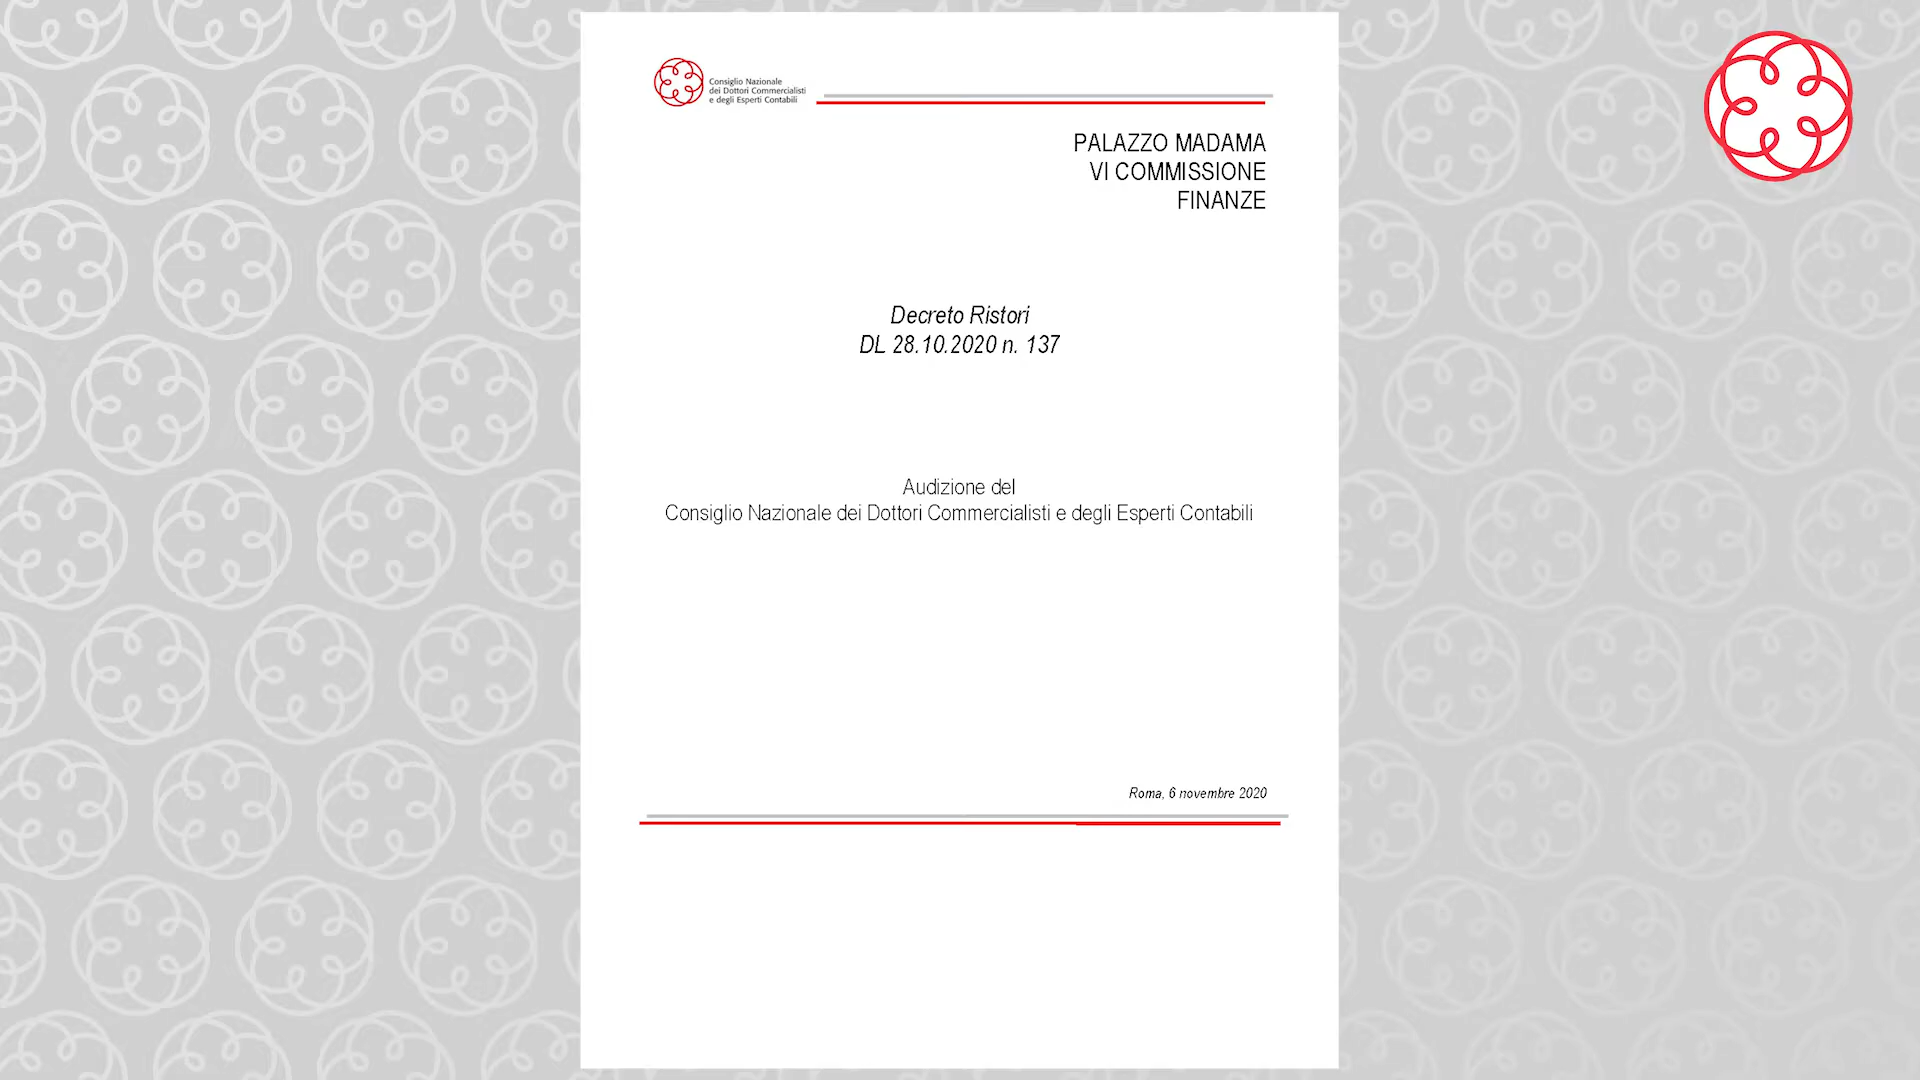 Consiglio Nazionale
dei Dottori Commercialisti
e degli Esperti Contabili
PALAZZO MADAMA
VI COMMISSIONE
FINANZE
Decreto Ristori
DL 28.10.2020 n. 137
Audizione del
Consiglio Nazionale dei Dottori Commercialisti e degli Esperti Contabili
Roma, 6 novembre 2020